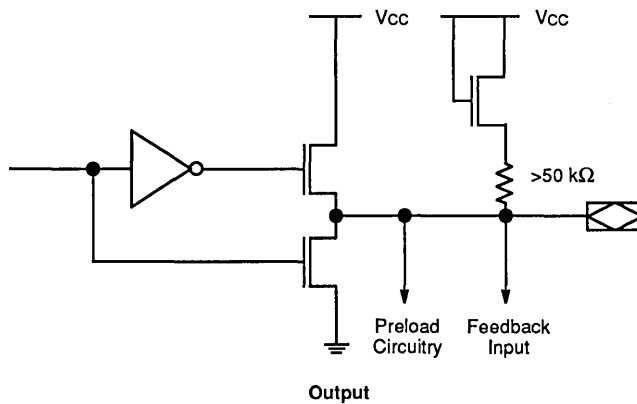 VCC
VCC
>50 kΩ
Preload
Circuitry
Feedback
Input
Output